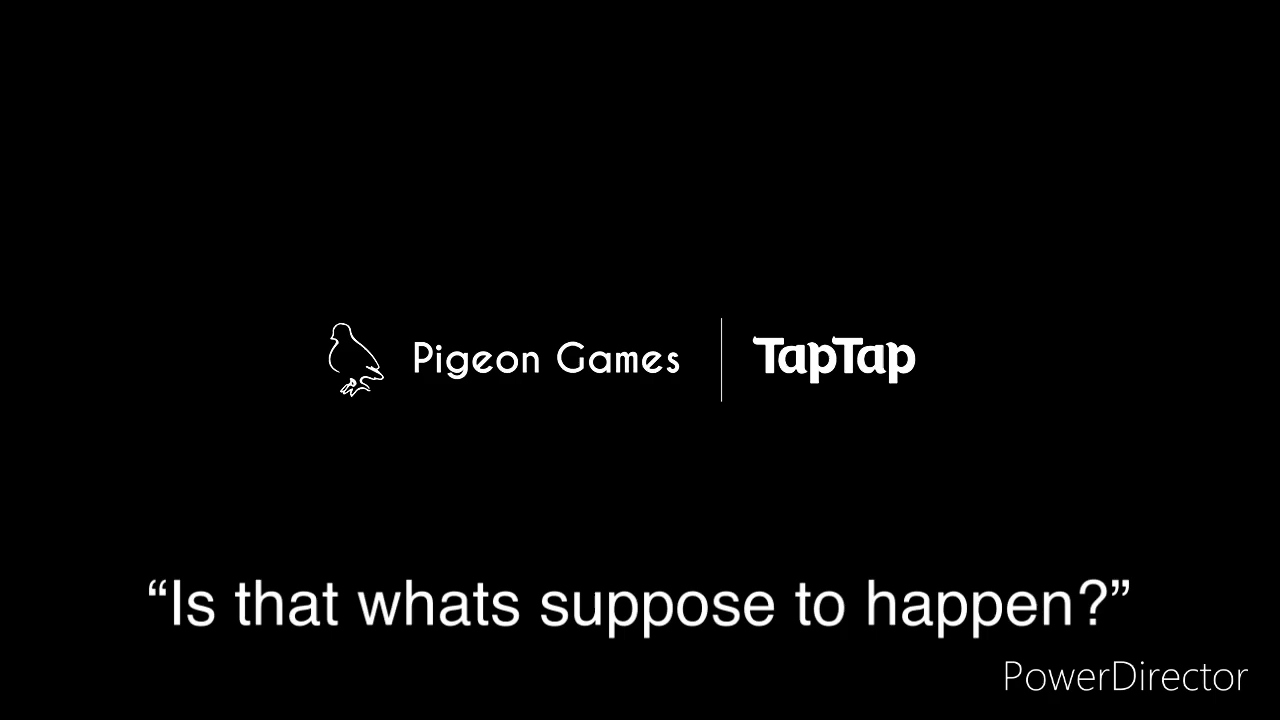 Pigeon Games
TapTap
“Is that whats suppose to happen?”
PowerDirector